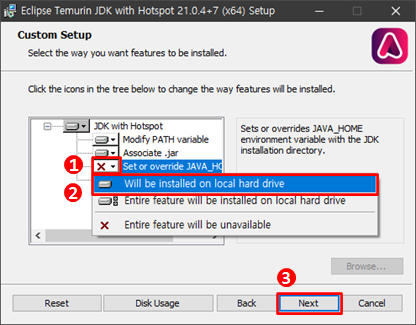 Eclipse Temurin JDK with Hotspot 21.0.4+7 (x64) Setup
Custom Setup
Select the way you want features to be installed.
Click the icons in the tree below to change the way features will be installed.
JDK with Hotspot
Modify PATH variable
Associate .jar
1
Set or override JAVA_HO
2
Will be installed on local hard drive
Entire feature will be installed on local hard drive
Entire feature will be unavailable
Sets or overrides JAVA_HOME
environment variable with the JDK
installation directory.
Browse...
3
Reset Disk Usage Back Next Cancel